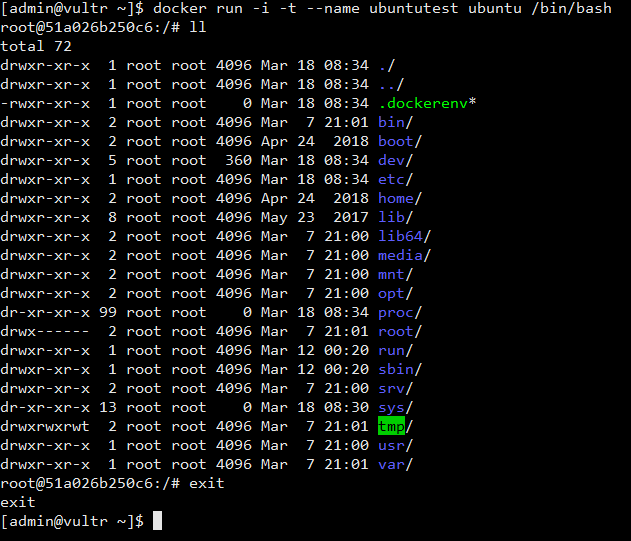 [admin@vultr ~]$ docker run -i -t --name ubuntutest ubuntu /bin/bash
root@51a026b250c6:/# ll
total 72
drwxr-xr-x  1 root root 4096 Mar 18 08:34 ./
drwxr-xr-x  1 root root 4096 Mar 18 08:34 ../
-rwxr-xr-x  1 root root    0 Mar 18 08:34 .dockerenv*
drwxr-xr-x  2 root root 4096 Mar  7 21:01 bin/
drwxr-xr-x  2 root root 4096 Apr 24  2018 boot/
drwxr-xr-x  5 root root  360 Mar 18 08:34 dev/
drwxr-xr-x  1 root root 4096 Mar 18 08:34 etc/
drwxr-xr-x  2 root root 4096 Apr 24  2018 home/
drwxr-xr-x  8 root root 4096 May 23  2017 lib/
drwxr-xr-x  2 root root 4096 Mar  7 21:00 lib64/
drwxr-xr-x  2 root root 4096 Mar  7 21:00 media/
drwxr-xr-x  2 root root 4096 Mar  7 21:00 mnt/
drwxr-xr-x  2 root root 4096 Mar  7 21:00 opt/
dr-xr-xr-x 99 root root    0 Mar 18 08:34 proc/
drwx------  2 root root 4096 Mar  7 21:01 root/
drwxr-xr-x  1 root root 4096 Mar 12 00:20 run/
drwxr-xr-x  1 root root 4096 Mar 12 00:20 sbin/
drwxr-xr-x  2 root root 4096 Mar  7 21:00 srv/
dr-xr-xr-x 13 root root    0 Mar 18 08:30 sys/
drwxrwxrwt  2 root root 4096 Mar  7 21:01 tmp/
drwxr-xr-x  1 root root 4096 Mar  7 21:00 usr/
drwxr-xr-x  1 root root 4096 Mar  7 21:01 var/
root@51a026b250c6:/# exit
exit
[admin@vultr ~]$